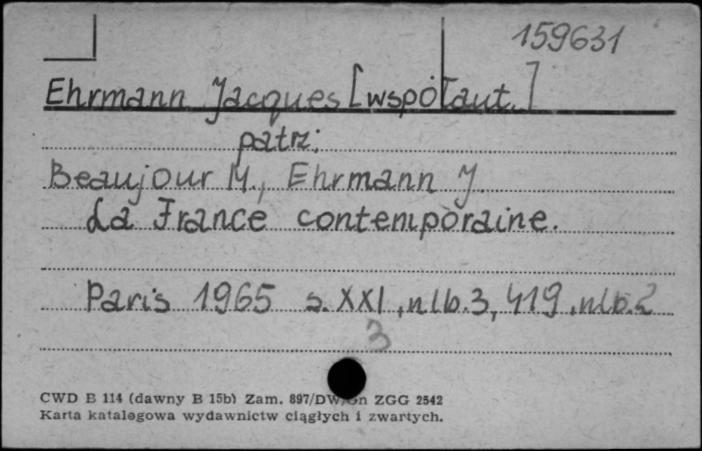 159631
Ehrmann Jacques [współaut.]
patrz:
Beaujour M., Ehrmann J.
La France contemporaine.
Paris 1965 s. XXI, nlb. 3, 419, nlb. 2
3
CWD B 114 (dawny B 15b) Zam. 897/DW/Gn ZGG 2542
Karta katalogowa wydawnictw ciągłych i zwartych.